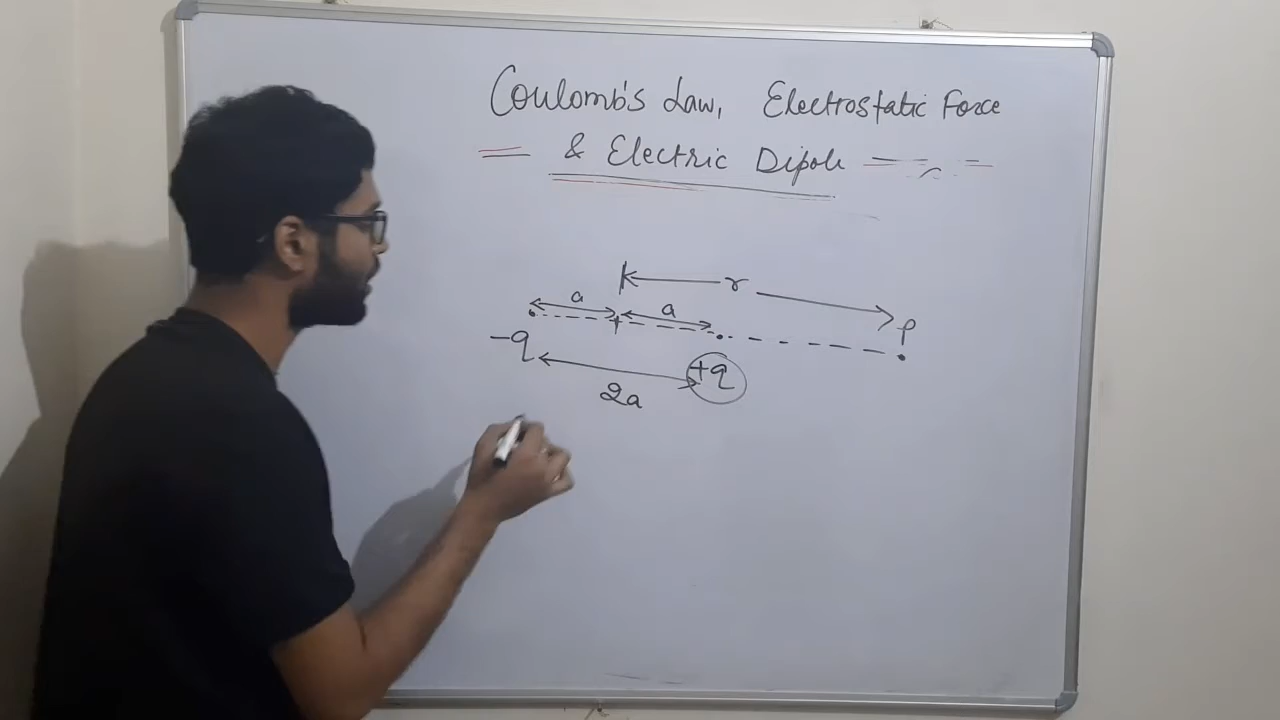 Coulomb's Law, Electrostatic Force
& Electric Dipole
r
a a
P
-q
+q
2a